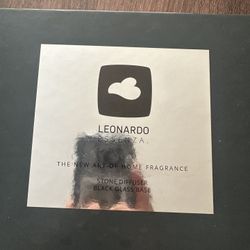 LEONARDO
ESSENZA.
THE NEW ART OF HOME FRAGRANCE
STONE DIFFUSER
BLACK GLASS BASE